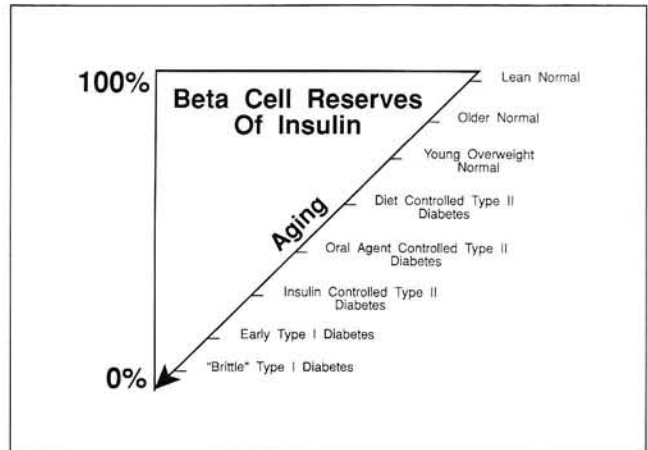 100%
Beta Cell Reserves
Of Insulin
Lean Normal
Older Normal
Young Overweight
Normal
Diet Controlled Type II
Diabetes
Aging
Oral Agent Controlled Type II
Diabetes
Insulin Controlled Type II
Diabetes
Early Type I Diabetes
"Brittle" Type I Diabetes
0%